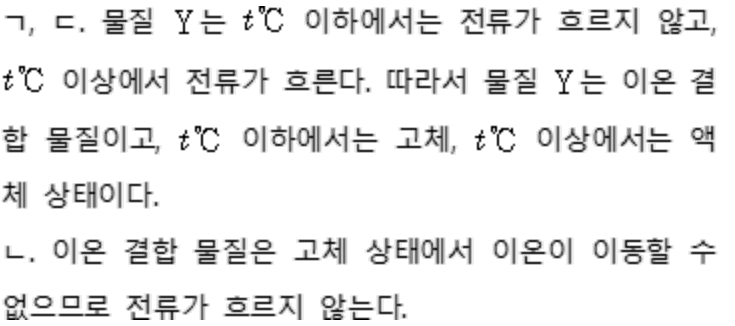 ㄱ, ㄷ. 물질 Y는 t℃ 이하에서는 전류가 흐르지 않고,
t℃ 이상에서 전류가 흐른다. 따라서 물질 Y는 이온 결
합 물질이고, t℃ 이하에서는 고체, t℃ 이상에서는 액
체 상태이다.
ㄴ. 이온 결합 물질은 고체 상태에서 이온이 이동할 수
없으므로 전류가 흐르지 않는다.